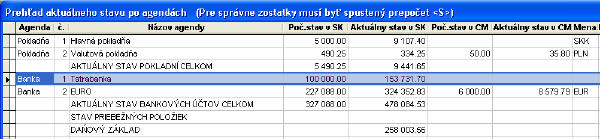 Prehľad aktuálneho stavu po agendách (Pre správne zostatky musí byť spustený prepočet <S>)
Agenda č. Názov agendy Poč.stav v SK Aktuálny stav v SK Poč.stav v CM Aktuálny stav v CM Mena
Pokladňa 1 Hlavná pokladňa 5 000.00 9 107.40 SKK
Pokladňa 2 Valutová pokladňa 490.25 334.25 50.00 35.80 PLN
AKTUÁLNY STAV POKLADNÍ CELKOM 5 490.25 9 441.65
Banka 1 Tatrabanka 100 000.00 153 731.70
Banka 2 EURO 227 088.00 324 352.83 6 000.00 8 579.79 EUR
AKTUÁLNY STAV BANKOVÝCH ÚČTOV CELKOM 327 088.00 478 084.53
STAV PRIEBEŽNÝCH POLOŽIEK
DAŇOVÝ ZÁKLAD 258 003.56